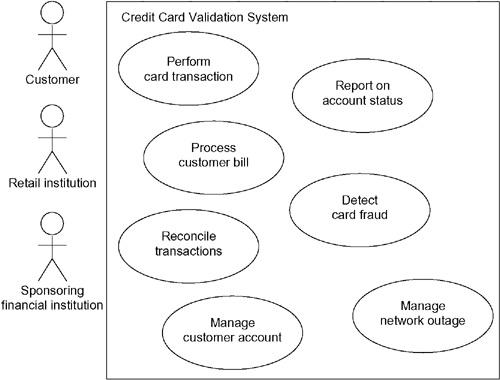 Credit Card Validation System
Customer
Perform
card transaction
Report on
account status
Retail institution
Process
customer bill
Detect
card fraud
Sponsoring
financial institution
Reconcile
transactions
Manage
customer account
Manage
network outage